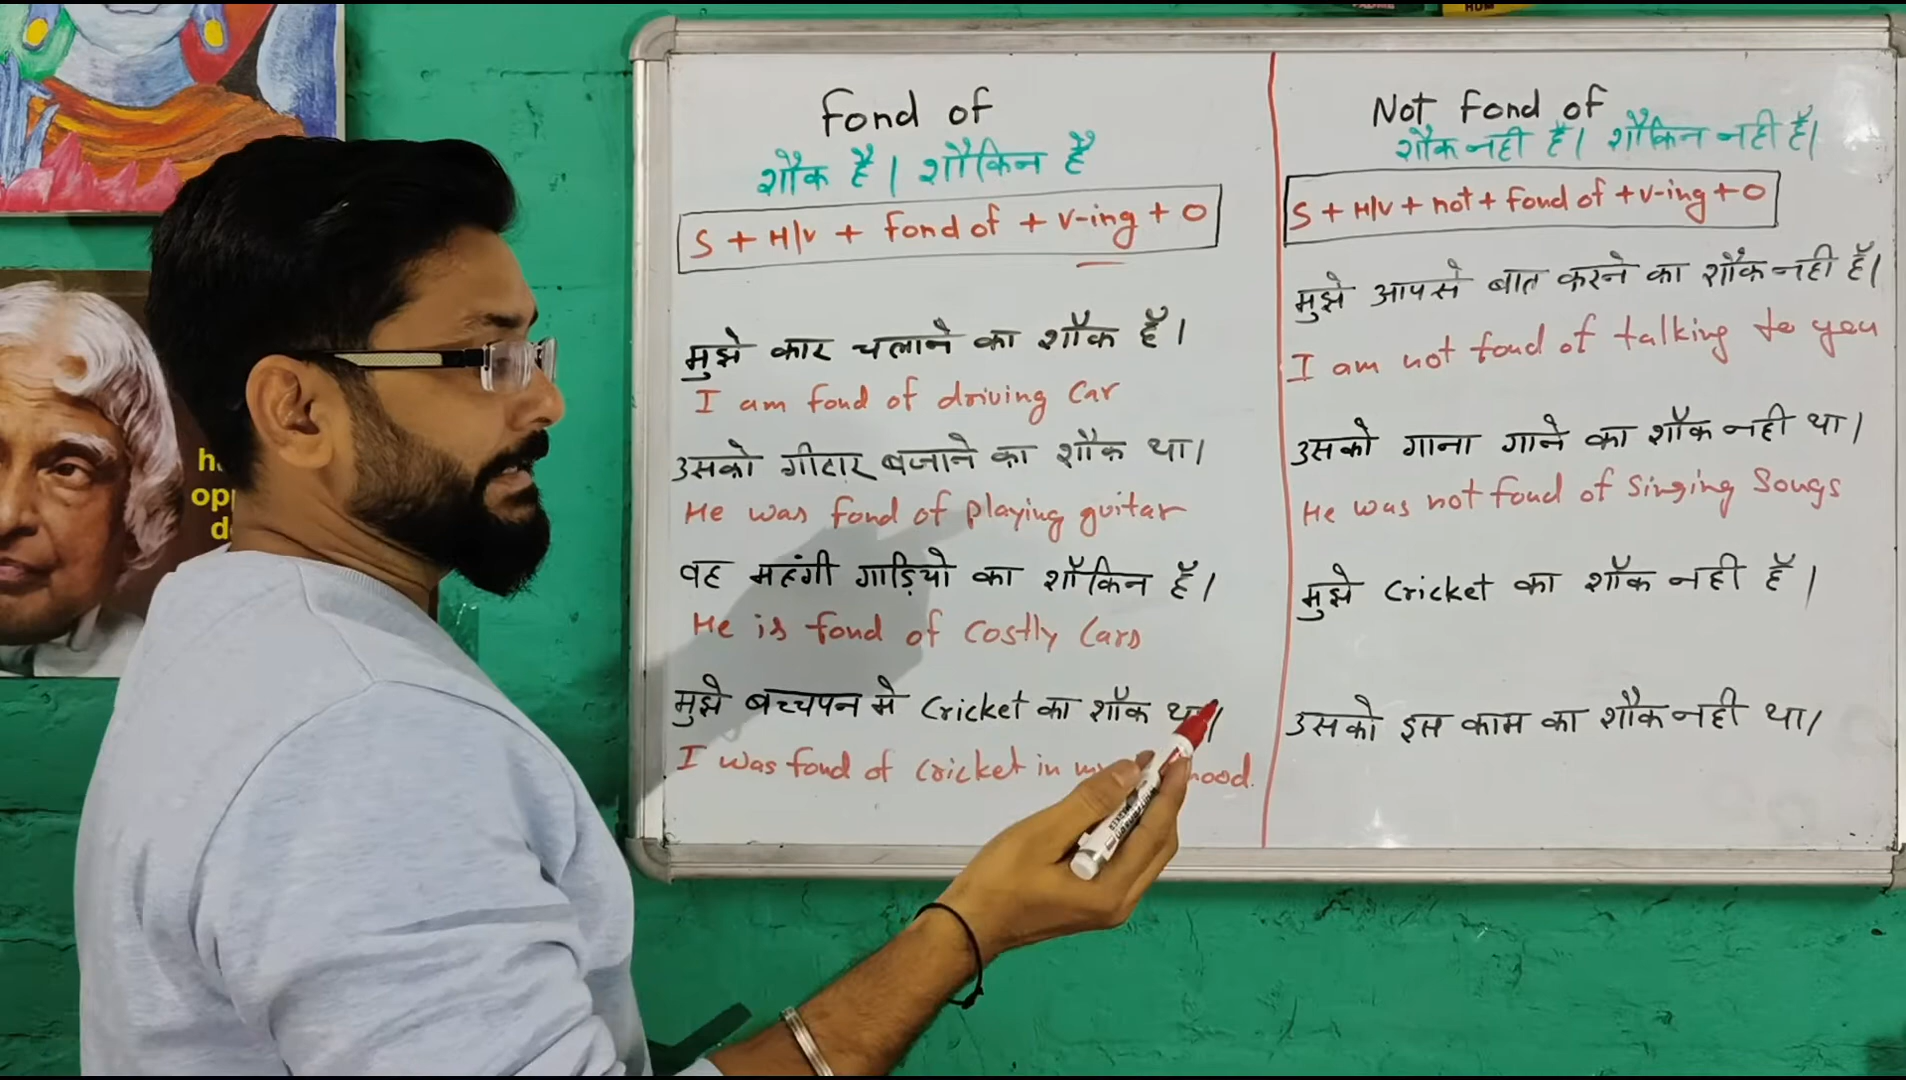 Fond of
शौक है। शौकिन है
S + H/V + Fond of + V-ing + O
मुझे कार चलाने का शौक है।
I am fond of driving Car
उसको गीटार बजाने का शौक था।
He was fond of playing guitar
वह महंगी गाड़ियो का शौकिन है।
He is fond of Costly Cars
मुझे बच्चपन मे Cricket का शौक था।
I was fond of Cricket in
Not Fond of
शौक नही है। शौकिन नही है।
S + H/V + not + Fond of + V-ing + O
मुझे आपसे बात करने का शौक नही है।
I am not fond of talking to you
उसको गाना गाने का शौक नही था।
He was not fond of Singing Songs
मुझे Cricket का शौक नही है।
उसको इस काम का शौक नही था।